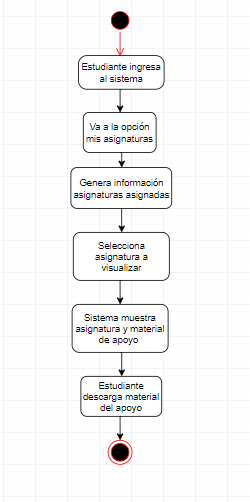 Estudiante ingresa
al sistema
Va a la opción
mis asignaturas
Genera información
asignaturas asignadas
Selecciona
asignatura a
visualizar
Sistema muestra
asignatura y material
de apoyo
Estudiante
descarga material
del apoyo